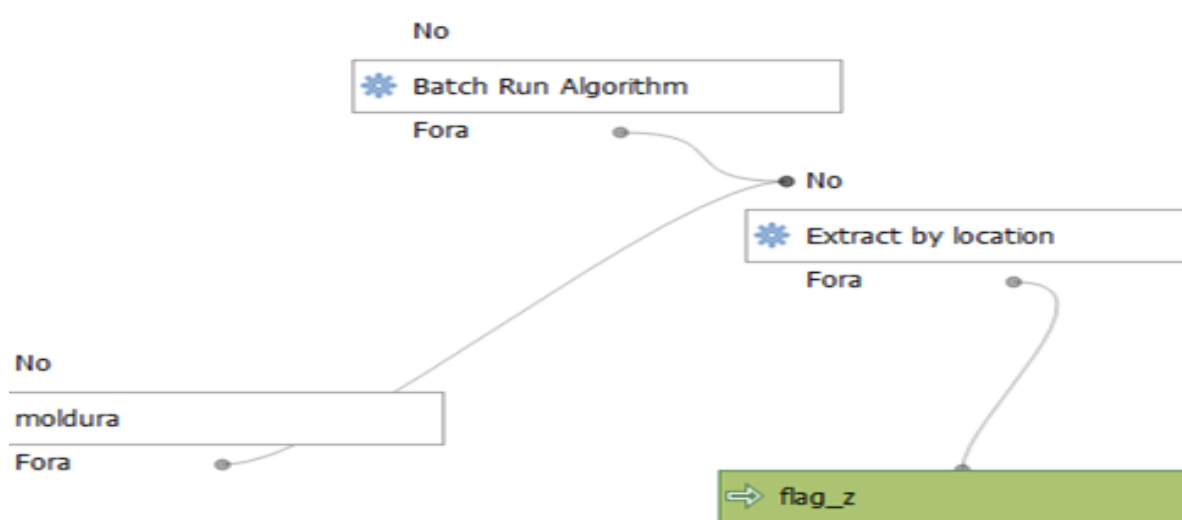 No
Batch Run Algorithm
Fora
No
Extract by location
Fora
No
moldura
Fora
flag_z